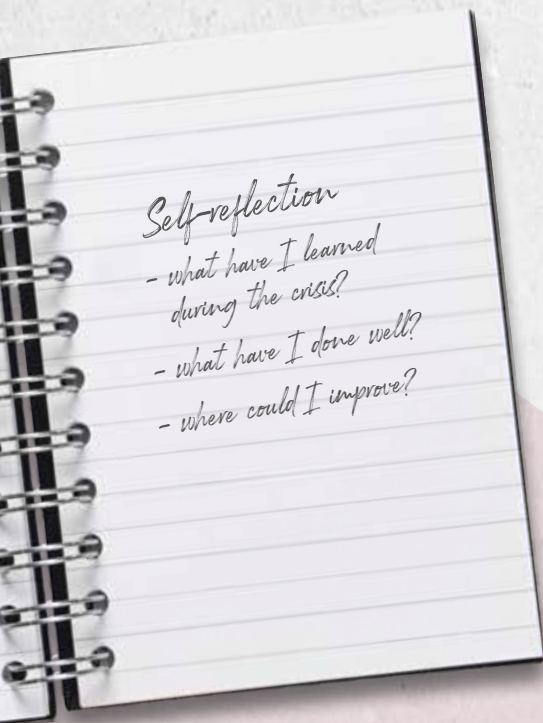 Self-reflection
- what have I learned
during the crisis?
- what have I done well?
- where could I improve?